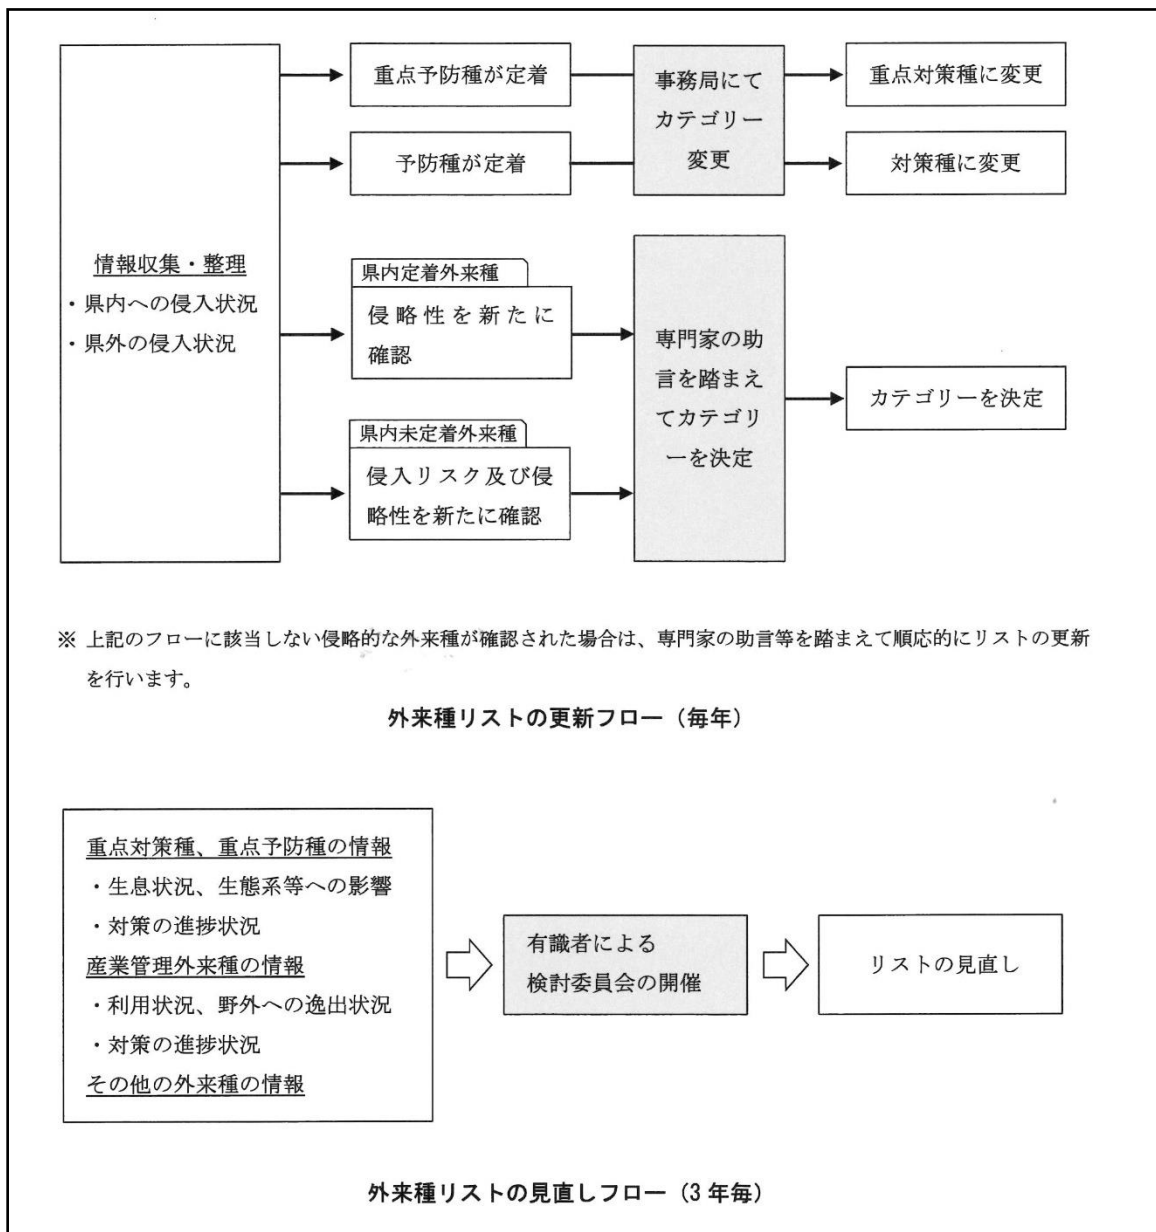 情報収集・整理
・県内への侵入状況
・県外の侵入状況
重点予防種が定着
予防種が定着
事務局にて
カテゴリー
変更
重点対策種に変更
対策種に変更
県内定着外来種
侵略性を新たに
確認
県内未定着外来種
侵入リスク及び侵
略性を新たに確認
専門家の助
言を踏まえ
てカテゴリ
ーを決定
カテゴリーを決定
※ 上記のフローに該当しない侵略的な外来種が確認された場合は、専門家の助言等を踏まえて順応的にリストの更新
を行います。
外来種リストの更新フロー（毎年）
重点対策種、重点予防種の情報
・生息状況、生態系等への影響
・対策の進捗状況
産業管理外来種の情報
・利用状況、野外への逸出状況
・対策の進捗状況
その他の外来種の情報
有識者による
検討委員会の開催
リストの見直し
外来種リストの見直しフロー（3 年毎）